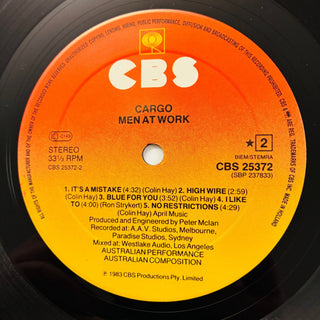 CBS
CARGO
MEN AT WORK
STEREO
33⅓ RPM
CBS 25372-2
★ 2
BIEM/STEMRA
CBS 25372
(SBP 237833)
1. IT'S A MISTAKE (4:32) (Colin Hay) 2. HIGH WIRE (2:59)
(Colin Hay) 3. BLUE FOR YOU (3:52) (Colin Hay) 4. I LIKE
TO (4:00) (Ron Strykert) 5. NO RESTRICTIONS (4:29)
(Colin Hay) April Music
Produced and Engineered by Peter McIan
Recorded at: A.A.V. Studios, Melbourne,
Paradise Studios, Sydney
Mixed at: Westlake Audio, Los Angeles
AUSTRALIAN PERFORMANCE
AUSTRALIAN COMPOSITION
℗ 1983 CBS Productions Pty. Limited